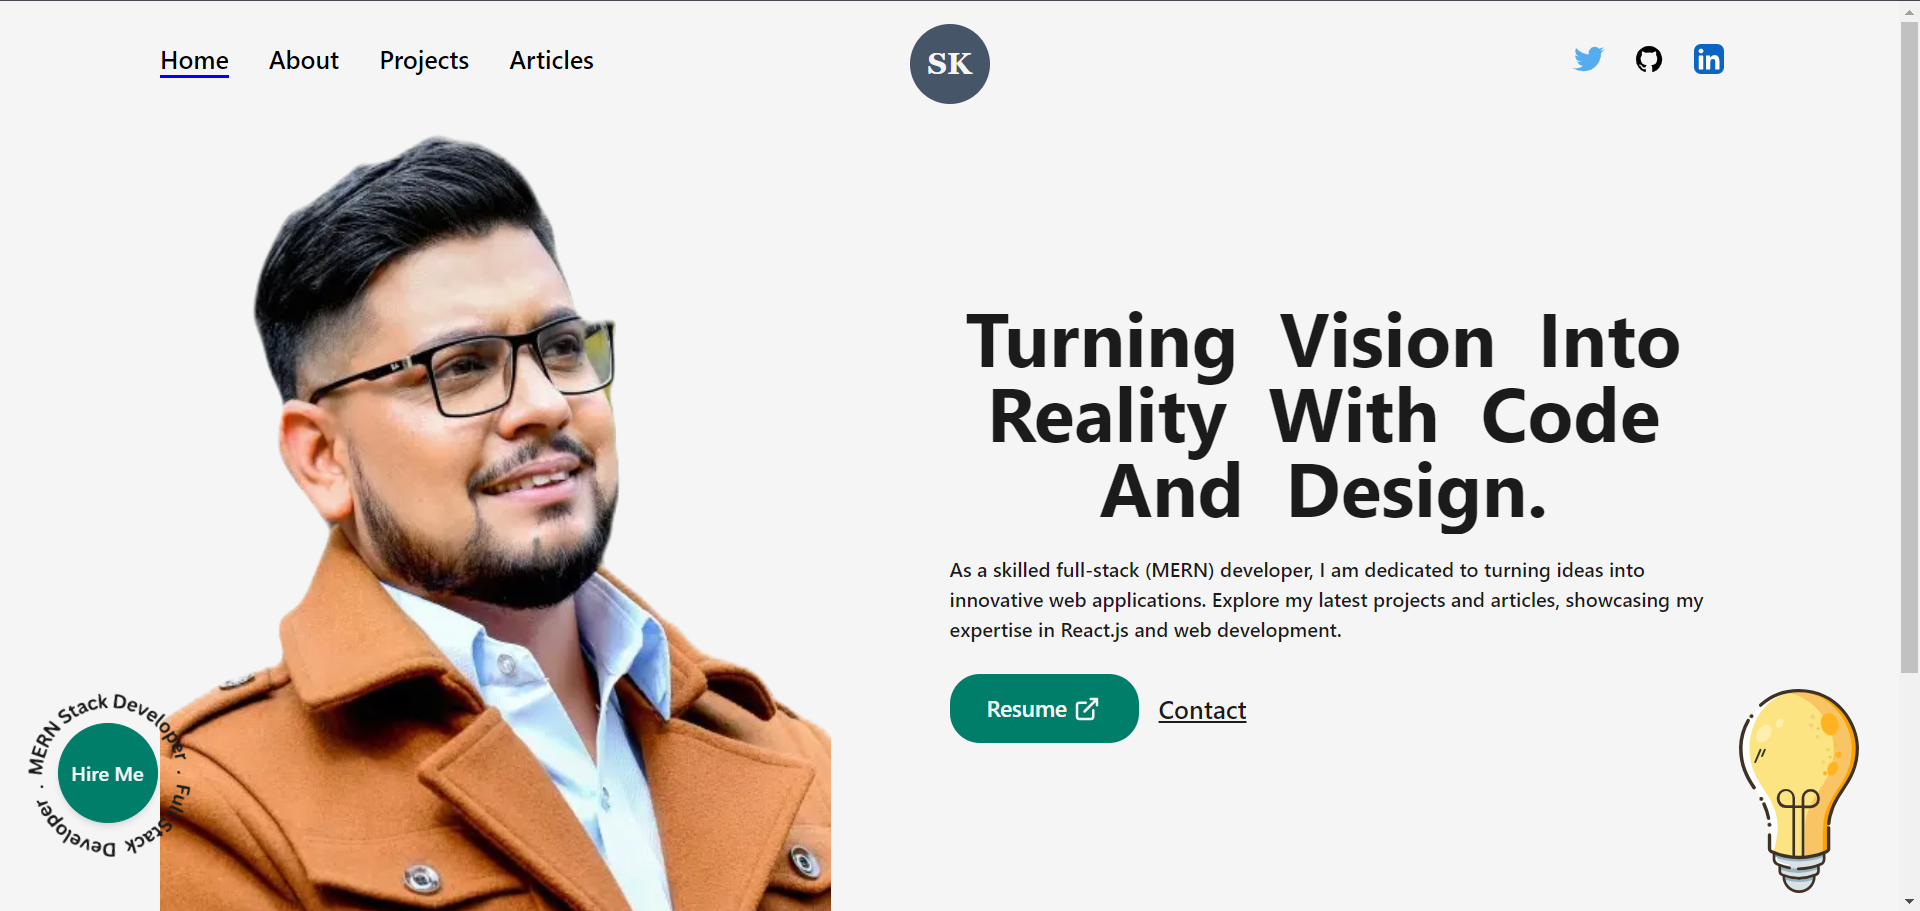 Home About Projects Articles
SK
in
Turning Vision Into
Reality With Code
And Design.
As a skilled full-stack (MERN) developer, I am dedicated to turning ideas into
innovative web applications. Explore my latest projects and articles, showcasing my
expertise in React.js and web development.
Resume
Contact
MERN Stack Developer · Full Stack Developer ·
Hire Me